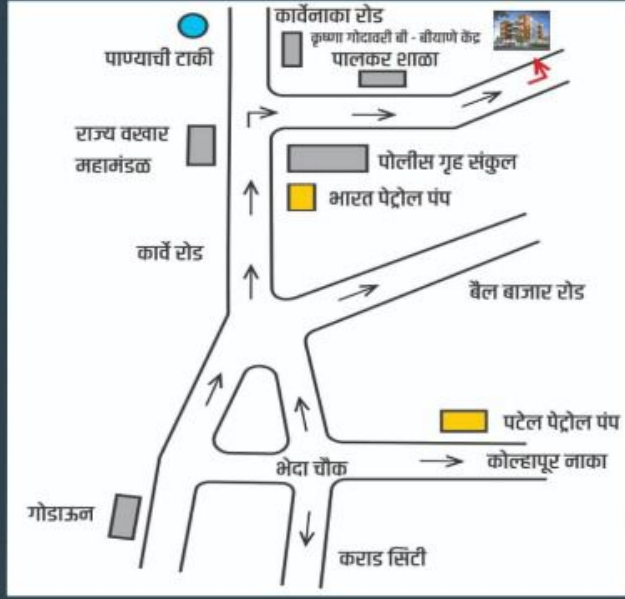 कार्वेनाका रोड
कृष्णा गोदावरी बी - बीयाणे केंद्र
पाण्याची टाकी
पालकर शाळा
राज्य वखार
महामंडळ
पोलीस गृह संकुल
भारत पेट्रोल पंप
कार्वे रोड
बैल बाजार रोड
पटेल पेट्रोल पंप
भेदा चौक
कोल्हापूर नाका
गोडाऊन
कराड सिटी